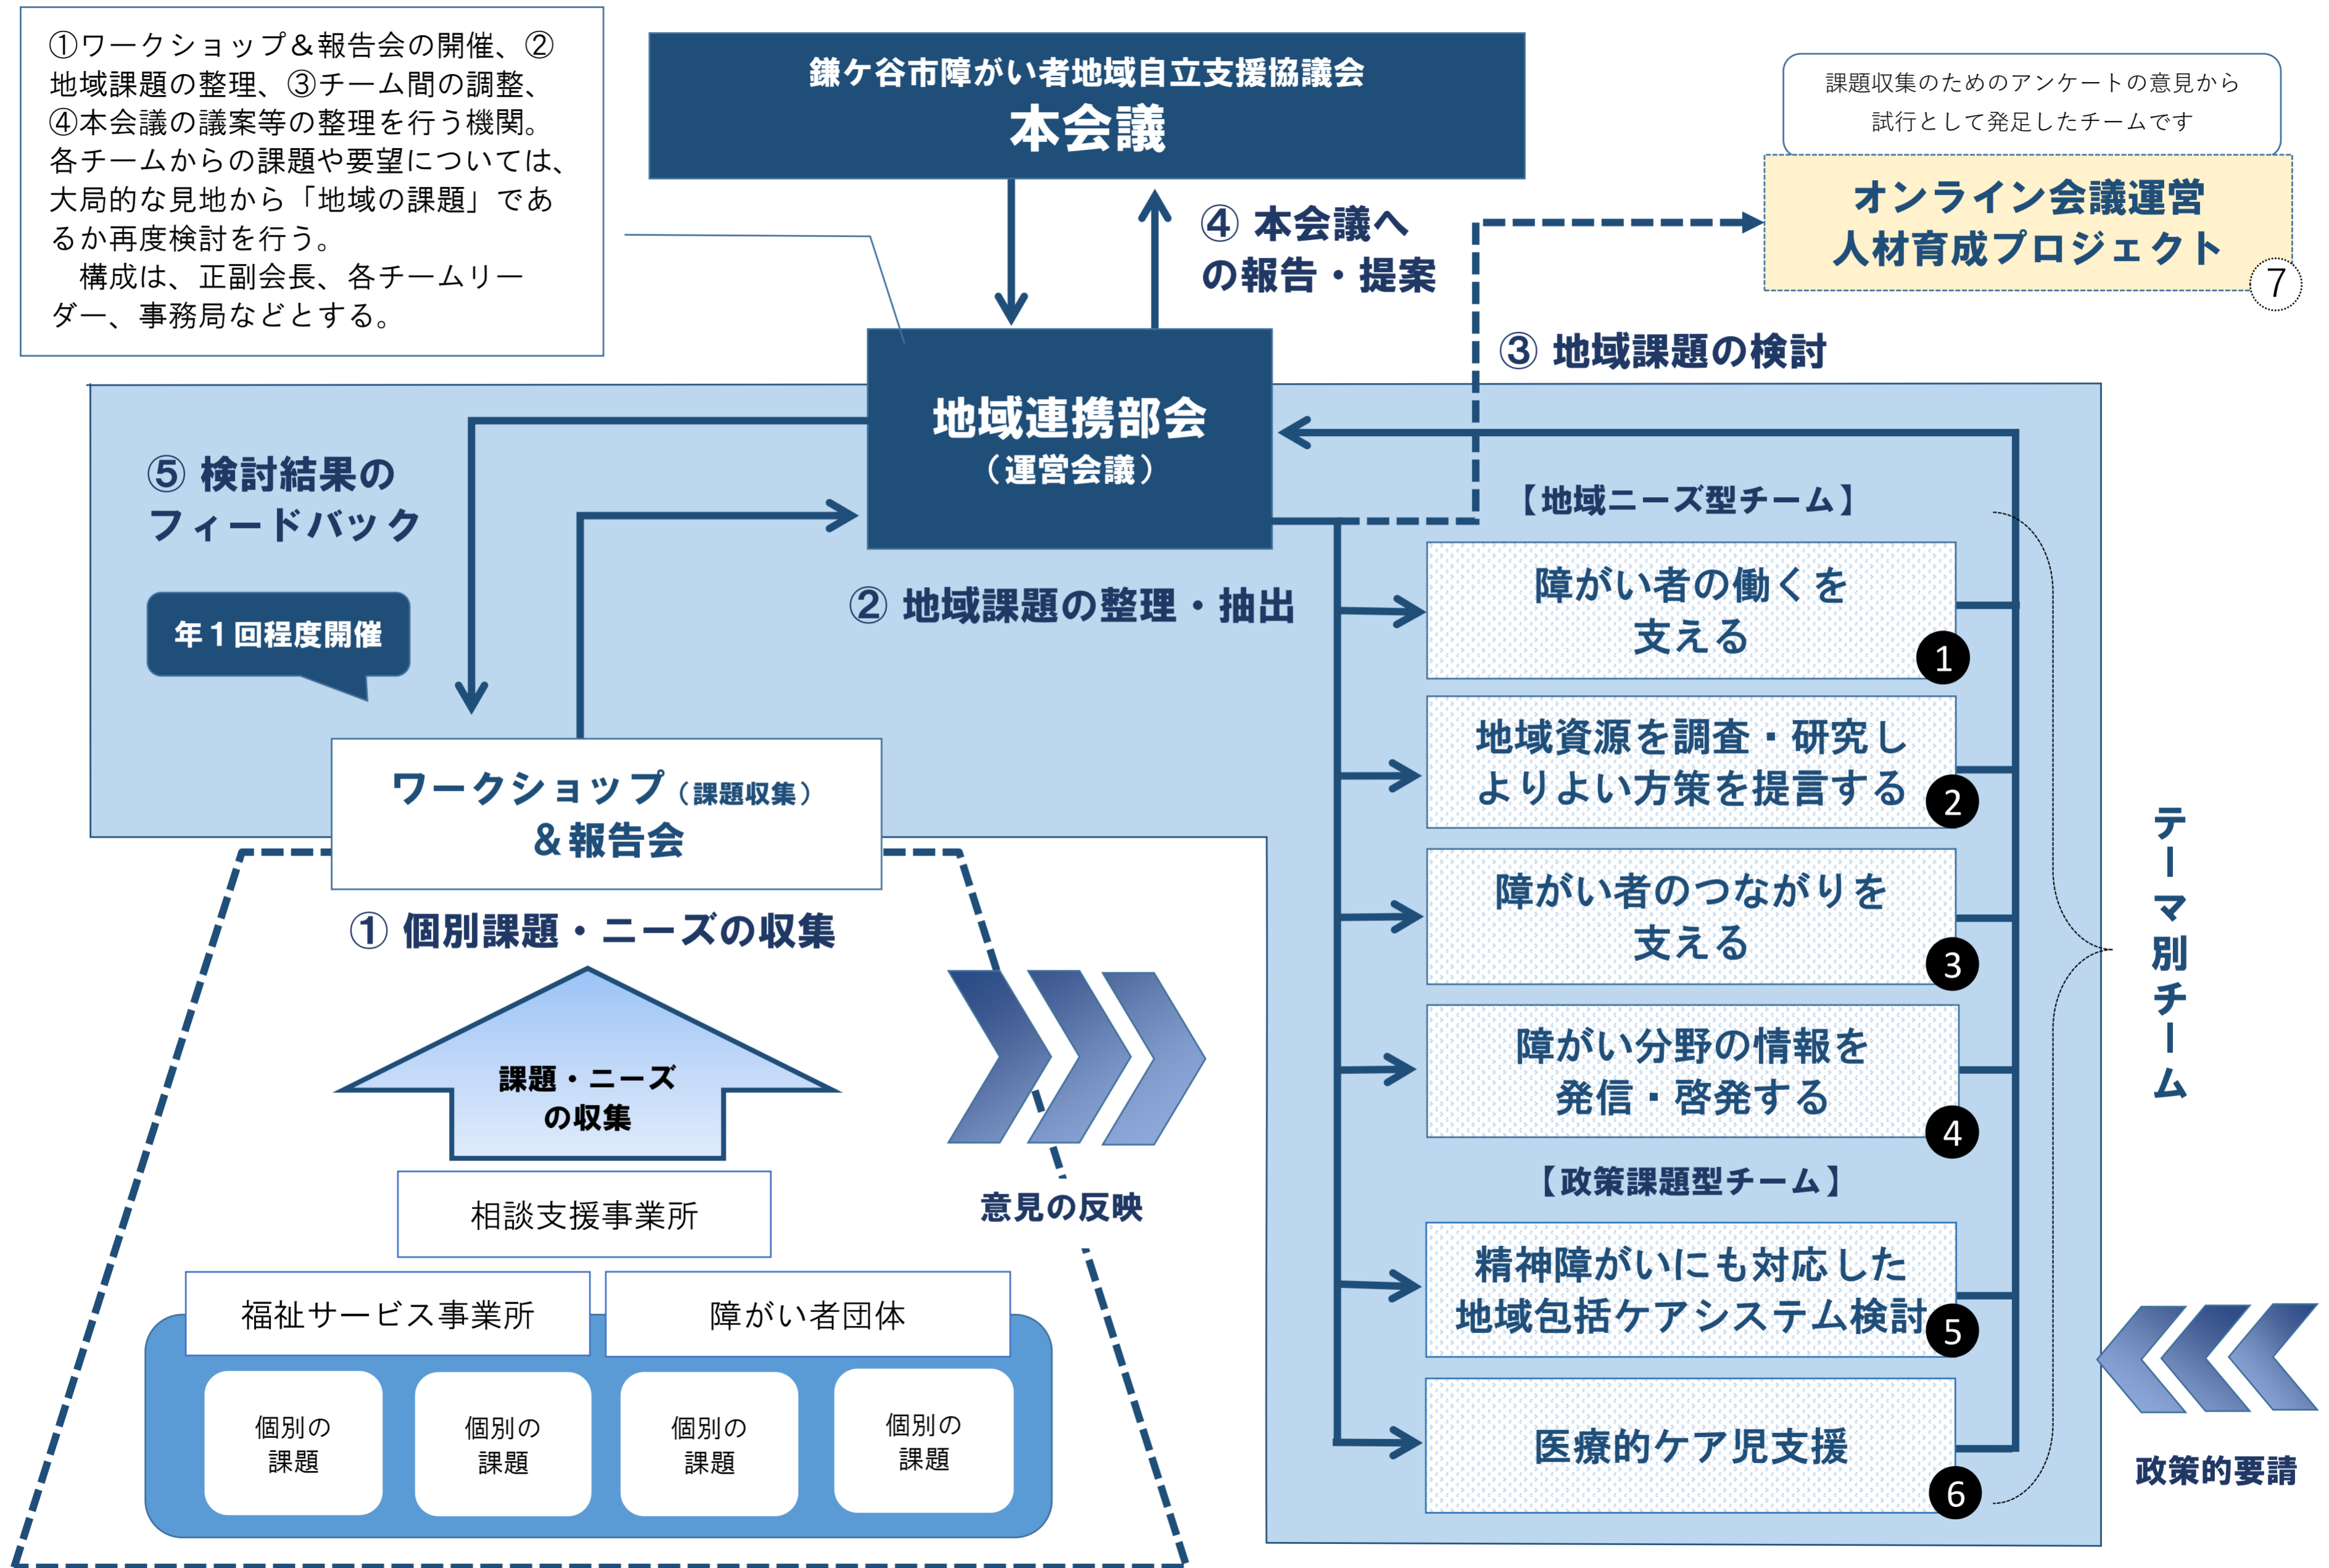 ①ワークショップ＆報告会の開催、②
地域課題の整理、③チーム間の調整、
④本会議の議案等の整理を行う機関。
各チームからの課題や要望については、
大局的な見地から「地域の課題」であ
るか再度検討を行う。
　構成は、正副会長、各チームリー
ダー、事務局などとする。
鎌ケ谷市障がい者地域自立支援協議会
本会議
課題収集のためのアンケートの意見から
試行として発足したチームです
オンライン会議運営
人材育成プロジェクト
7
④ 本会議へ
の報告・提案
③ 地域課題の検討
地域連携部会
（運営会議）
⑤ 検討結果の
フィードバック
年１回程度開催
② 地域課題の整理・抽出
ワークショップ（課題収集）
＆報告会
① 個別課題・ニーズの収集
課題・ニーズ
の収集
意見の反映
相談支援事業所
福祉サービス事業所
障がい者団体
個別の
課題
個別の
課題
個別の
課題
個別の
課題
【地域ニーズ型チーム】
障がい者の働くを
支える
1
地域資源を調査・研究し
よりよい方策を提言する
2
障がい者のつながりを
支える
3
障がい分野の情報を
発信・啓発する
4
【政策課題型チーム】
精神障がいにも対応した
地域包括ケアシステム検討
5
医療的ケア児支援
6
テーマ別チーム
政策的要請